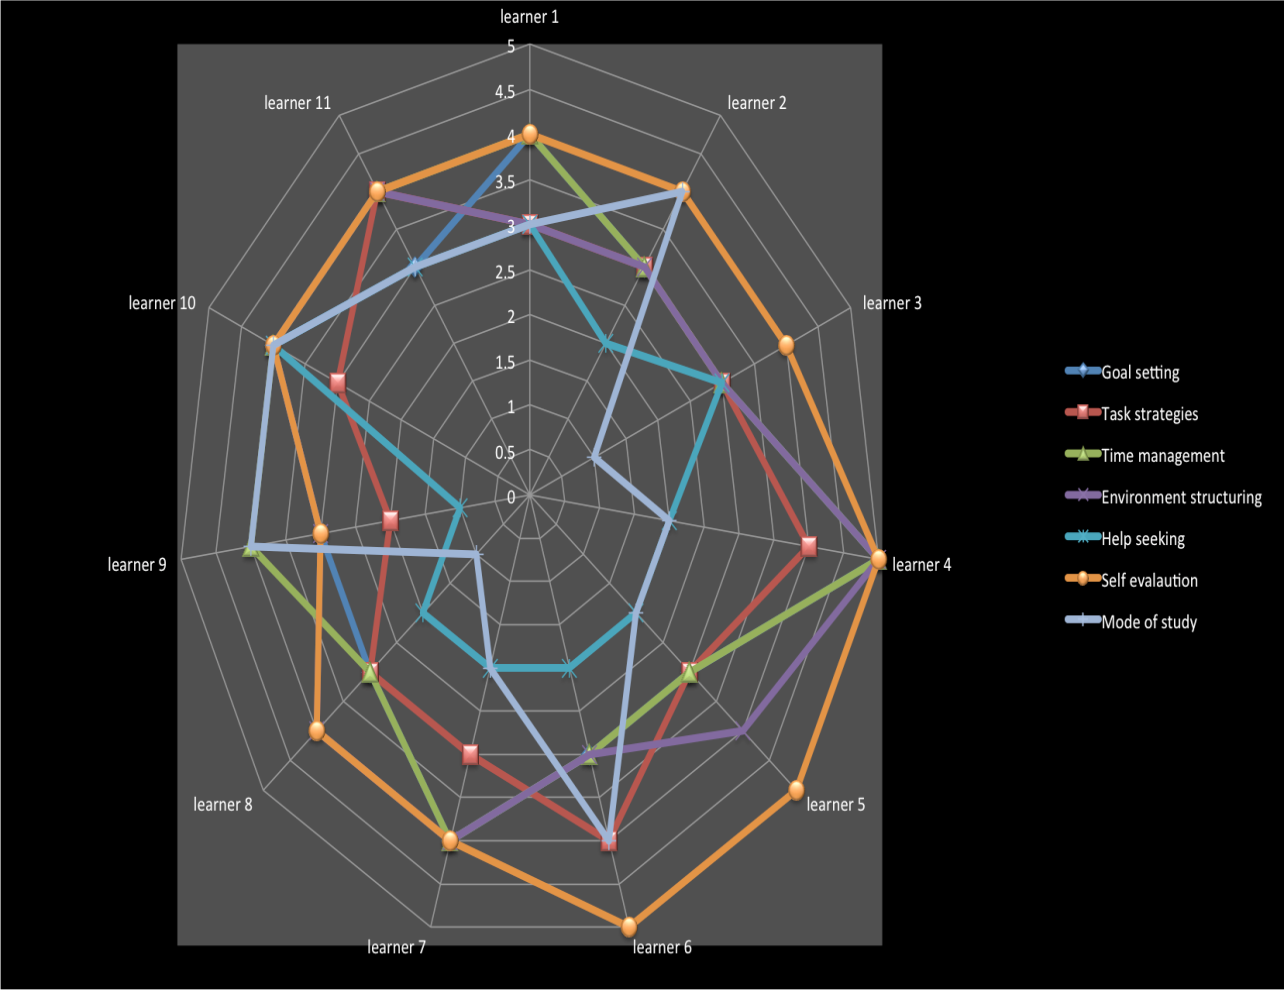 learner 1
5
learner 11
learner 2
4.5
4
3.5
3
2.5
learner 10
learner 3
2
1.5
1
0.5
0
learner 9
learner 4
learner 8
learner 5
learner 7
learner 6
Goal setting
Task strategies
Time management
Environment structuring
Help seeking
Self evalaution
Mode of study